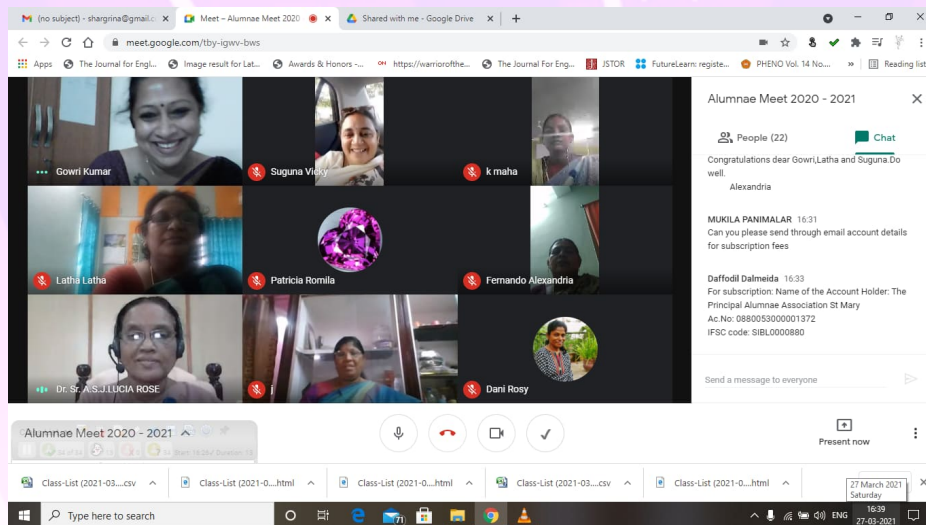 (no subject) - shargrina@gmail.c
Meet – Alumnae Meet 2020
Shared with me - Google Drive
meet.google.com/tby-igwv-bws
Apps
The Journal for Engl...
Image result for Lat...
Awards & Honors -...
https://warriorofthe...
The Journal For Eng...
JSTOR
FutureLearn: registe...
PHENO Vol. 14 No....
Reading list
Gowri Kumar
Suguna Vicky
k maha
Latha Latha
Patricia Romila
Fernando Alexandria
Dr. Sr. A.S.J.LUCIA ROSE
j
Dani Rosy
Alumnae Meet 2020 - 2021
People (22)
Chat
Congratulations dear Gowri,Latha and Suguna.Do
well.
Alexandria
MUKILA PANIMALAR 16:31
Can you please send through email account details
for subscription fees
Daffodil Dalmeida 16:33
For subscription: Name of the Account Holder: The
Principal Alumnae Association St Mary
Ac.No: 0880053000001372
IFSC code: SIBL0000880
Send a message to everyone
Alumnae Meet 2020 - 2021
Present now
Class-List (2021-03....csv
Class-List (2021-0....html
Class-List (2021-0....html
Class-List (2021-03....csv
Class-List (2021-0....html
27 March 2021
Saturday
Type here to search
71
ENG
16:39
27-03-2021